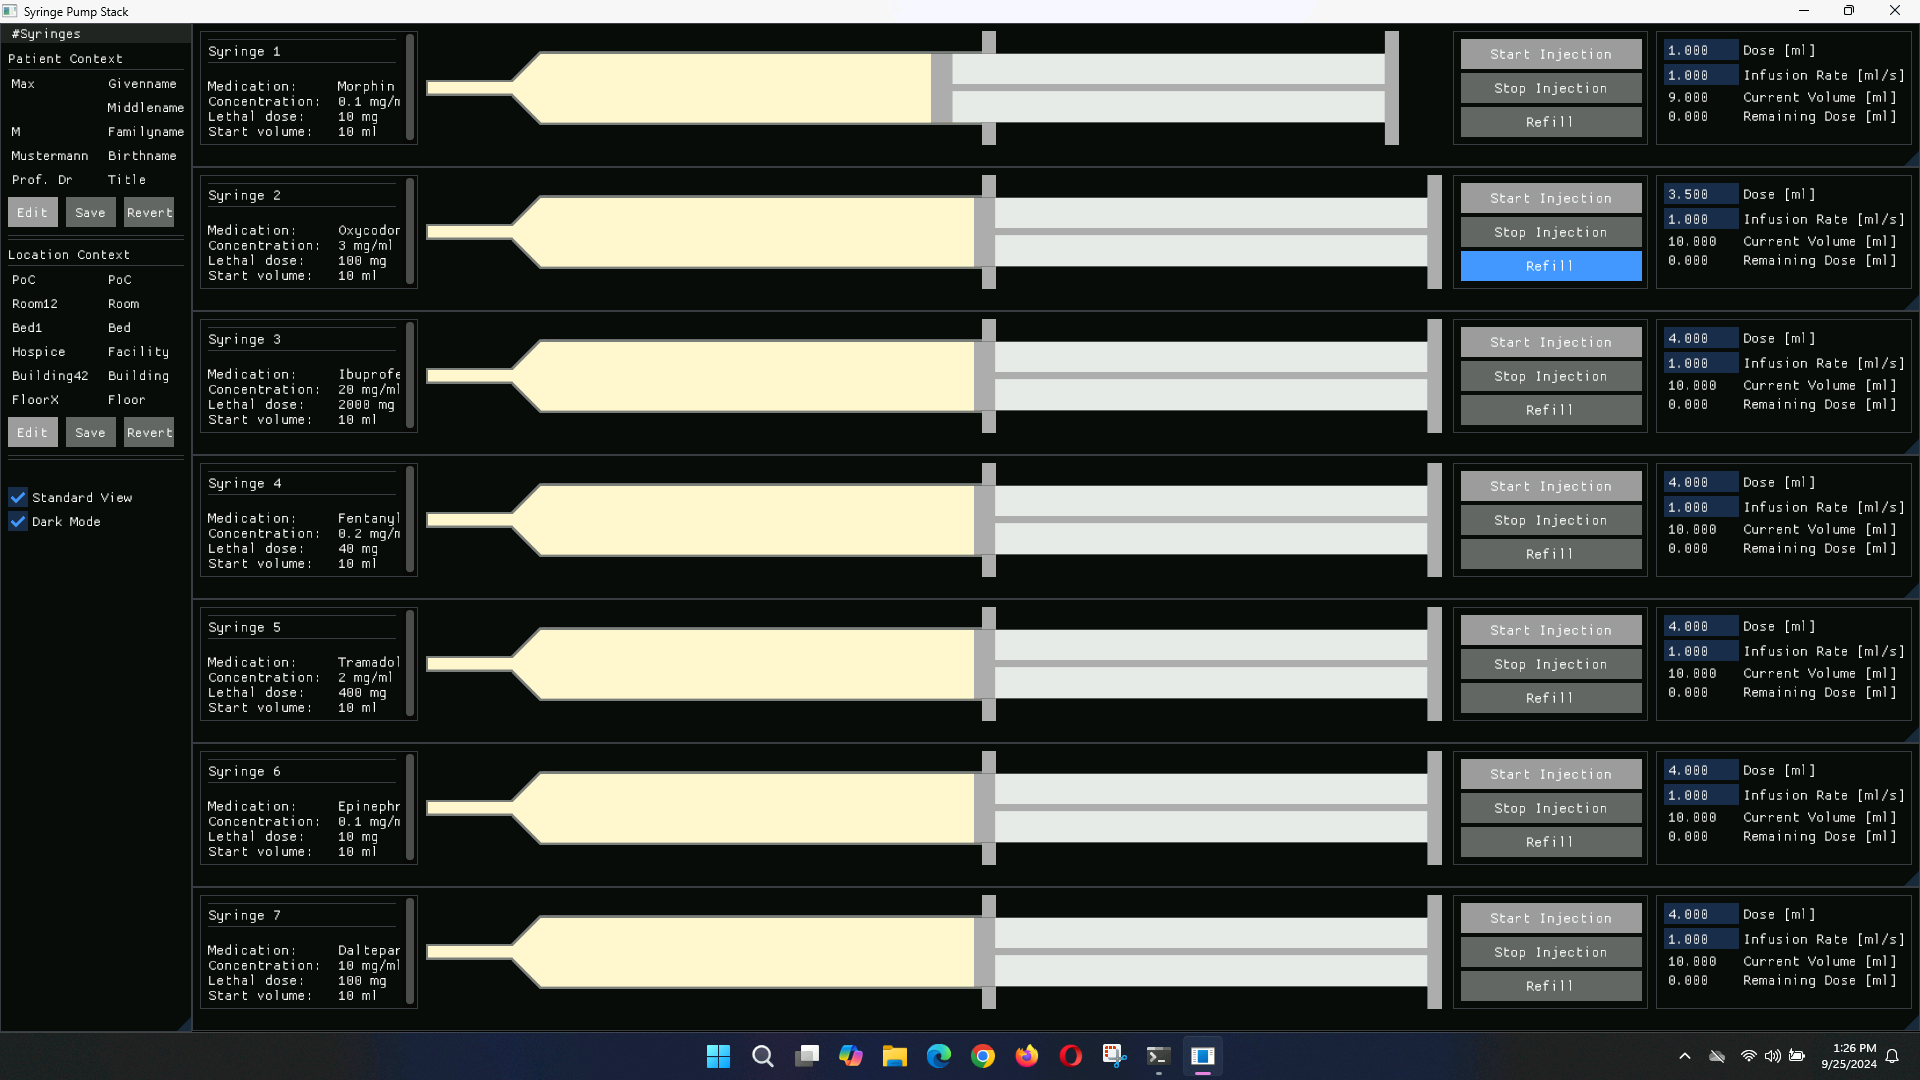 Syringe Pump Stack
#Syringes
Patient Context
Max Givenname
Middlename
M Familyname
Mustermann Birthname
Prof. Dr Title
Edit Save Revert
Location Context
PoC PoC
Room12 Room
Bed1 Bed
Hospice Facility
Building42 Building
FloorX Floor
Edit Save Revert
Standard View
Dark Mode
Syringe 1
Medication: Morphin
Concentration: 0.1 mg/m
Lethal dose: 10 mg
Start volume: 10 ml
Start Injection
Stop Injection
Refill
1.000 Dose [ml]
1.000 Infusion Rate [ml/s]
9.000 Current Volume [ml]
0.000 Remaining Dose [ml]
Syringe 2
Medication: Oxycodor
Concentration: 3 mg/ml
Lethal dose: 100 mg
Start volume: 10 ml
Start Injection
Stop Injection
Refill
3.500 Dose [ml]
1.000 Infusion Rate [ml/s]
10.000 Current Volume [ml]
0.000 Remaining Dose [ml]
Syringe 3
Medication: Ibuprofe
Concentration: 20 mg/ml
Lethal dose: 2000 mg
Start volume: 10 ml
Start Injection
Stop Injection
Refill
4.000 Dose [ml]
1.000 Infusion Rate [ml/s]
10.000 Current Volume [ml]
0.000 Remaining Dose [ml]
Syringe 4
Medication: Fentanyl
Concentration: 0.2 mg/m
Lethal dose: 40 mg
Start volume: 10 ml
Start Injection
Stop Injection
Refill
4.000 Dose [ml]
1.000 Infusion Rate [ml/s]
10.000 Current Volume [ml]
0.000 Remaining Dose [ml]
Syringe 5
Medication: Tramadol
Concentration: 2 mg/ml
Lethal dose: 400 mg
Start volume: 10 ml
Start Injection
Stop Injection
Refill
4.000 Dose [ml]
1.000 Infusion Rate [ml/s]
10.000 Current Volume [ml]
0.000 Remaining Dose [ml]
Syringe 6
Medication: Epinephr
Concentration: 0.1 mg/m
Lethal dose: 10 mg
Start volume: 10 ml
Start Injection
Stop Injection
Refill
4.000 Dose [ml]
1.000 Infusion Rate [ml/s]
10.000 Current Volume [ml]
0.000 Remaining Dose [ml]
Syringe 7
Medication: Daltepar
Concentration: 10 mg/ml
Lethal dose: 100 mg
Start volume: 10 ml
Start Injection
Stop Injection
Refill
4.000 Dose [ml]
1.000 Infusion Rate [ml/s]
10.000 Current Volume [ml]
0.000 Remaining Dose [ml]
1:26 PM
9/25/2024